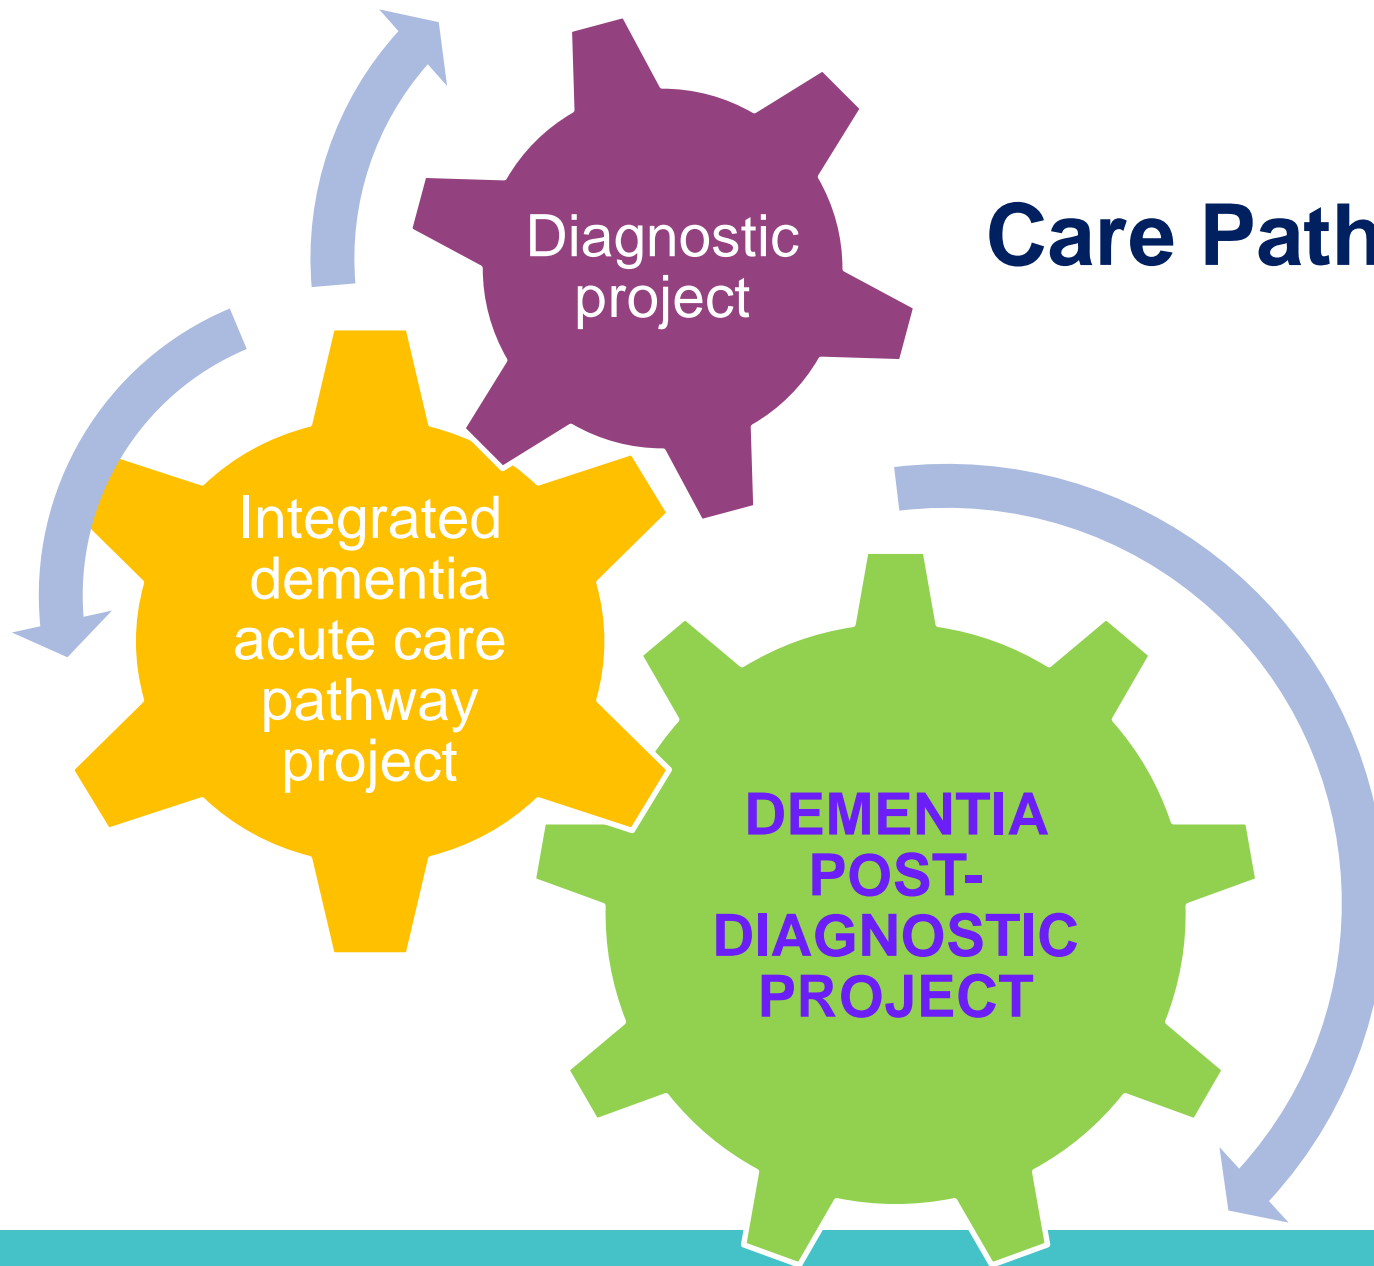 Diagnostic
project
Care Path
Integrated
dementia
acute care
pathway
project
DEMENTIA
POST-
DIAGNOSTIC
PROJECT